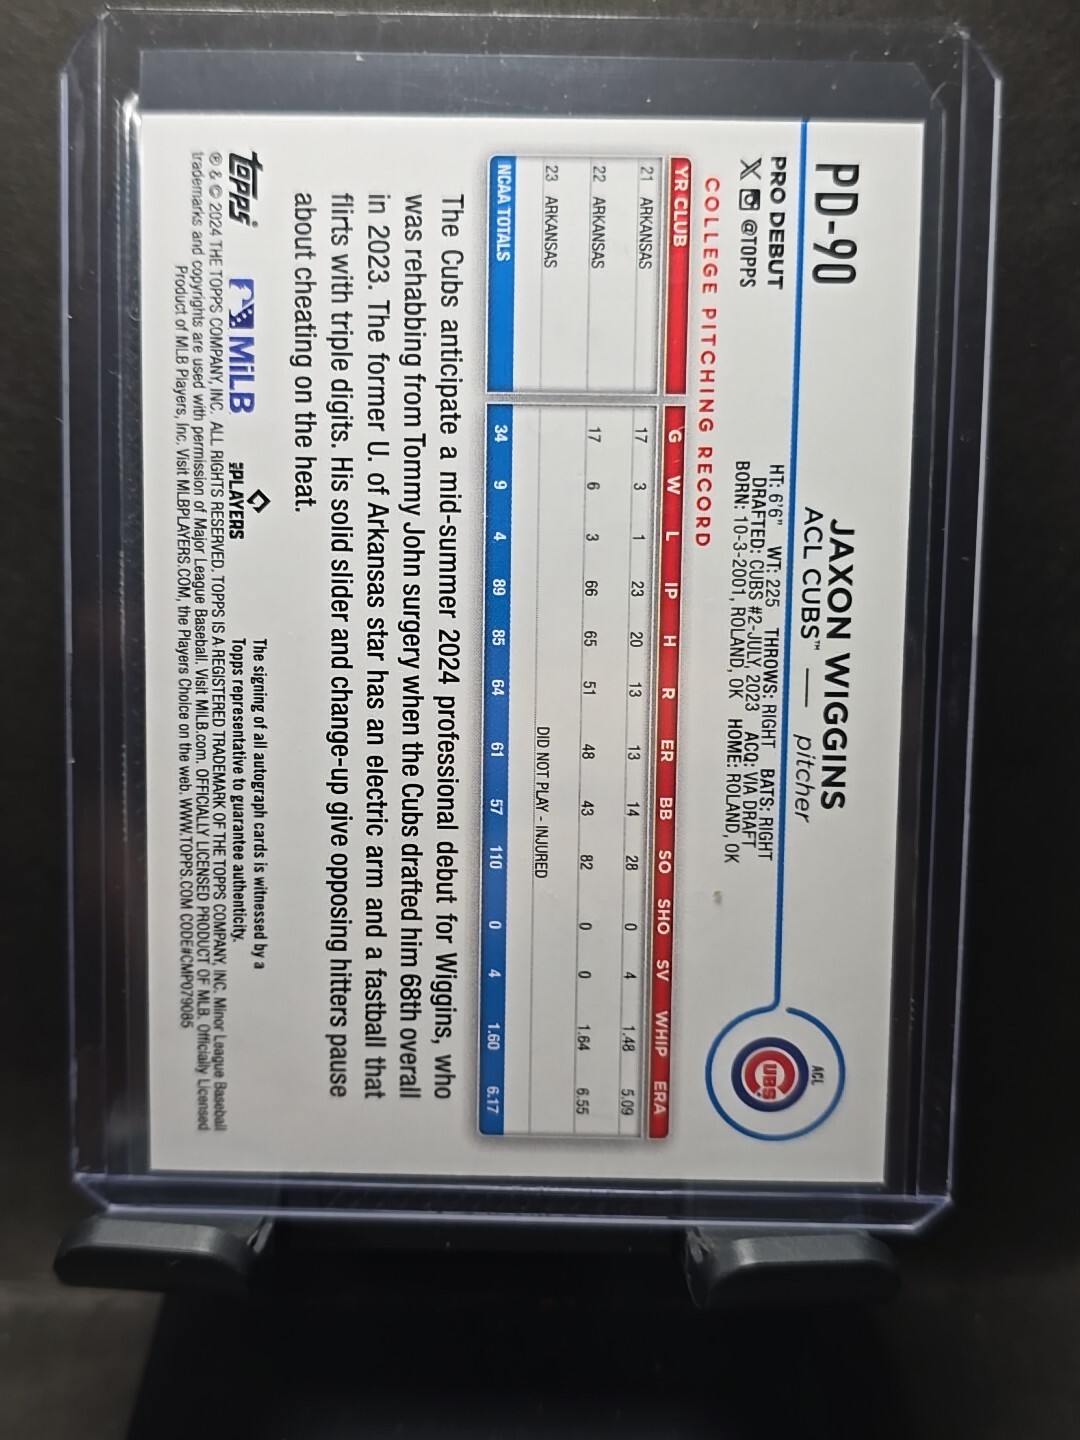 PD-90
JAXON WIGGINS
ACL CUBS™ — pitcher
PRO DEBUT
@TOPPS
HT: 6'6" WT: 225 THROWS: RIGHT BATS: RIGHT
DRAFTED: CUBS #2-JULY, 2023 ACQ: VIA DRAFT
BORN: 10-3-2001, ROLAND, OK HOME: ROLAND, OK
ACL
CUBS
COLLEGE PITCHING RECORD
YR CLUB G W L IP H R ER BB SO SHO SV WHIP ERA
21 ARKANSAS 17 3 1 23 20 13 13 14 28 0 4 1.48 5.09
22 ARKANSAS 17 6 3 66 65 51 48 43 82 0 0 1.64 6.55
23 ARKANSAS DID NOT PLAY - INJURED
NCAA TOTALS 34 9 4 89 85 64 61 57 110 0 4 1.60 6.17
The Cubs anticipate a mid-summer 2024 professional debut for Wiggins, who
was rehabbing from Tommy John surgery when the Cubs drafted him 68th overall
in 2023. The former U. of Arkansas star has an electric arm and a fastball that
flirts with triple digits. His solid slider and change-up give opposing hitters pause
about cheating on the heat.
topps MiLB PLAYERS
The signing of all autograph cards is witnessed by a
Topps representative to guarantee authenticity.
® & © 2024 THE TOPPS COMPANY, INC. ALL RIGHTS RESERVED. TOPPS IS A REGISTERED TRADEMARK OF THE TOPPS COMPANY, INC. Minor League Baseball
trademarks and copyrights are used with permission of Major League Baseball. Visit MiLB.com. OFFICIALLY LICENSED PRODUCT OF MLB. Officially Licensed
Product of MLB Players, Inc. Visit MLBPLAYERS.COM, the Players Choice on the web. WWW.TOPPS.COM CODE#CMP079085